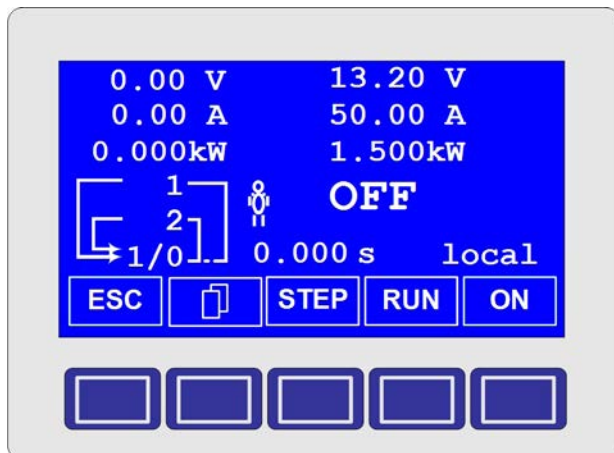 0.00 V 13.20 V
0.00 A 50.00 A
0.000kW 1.500kW
1 OFF
2
1/0 0.000 s local
ESC STEP RUN ON